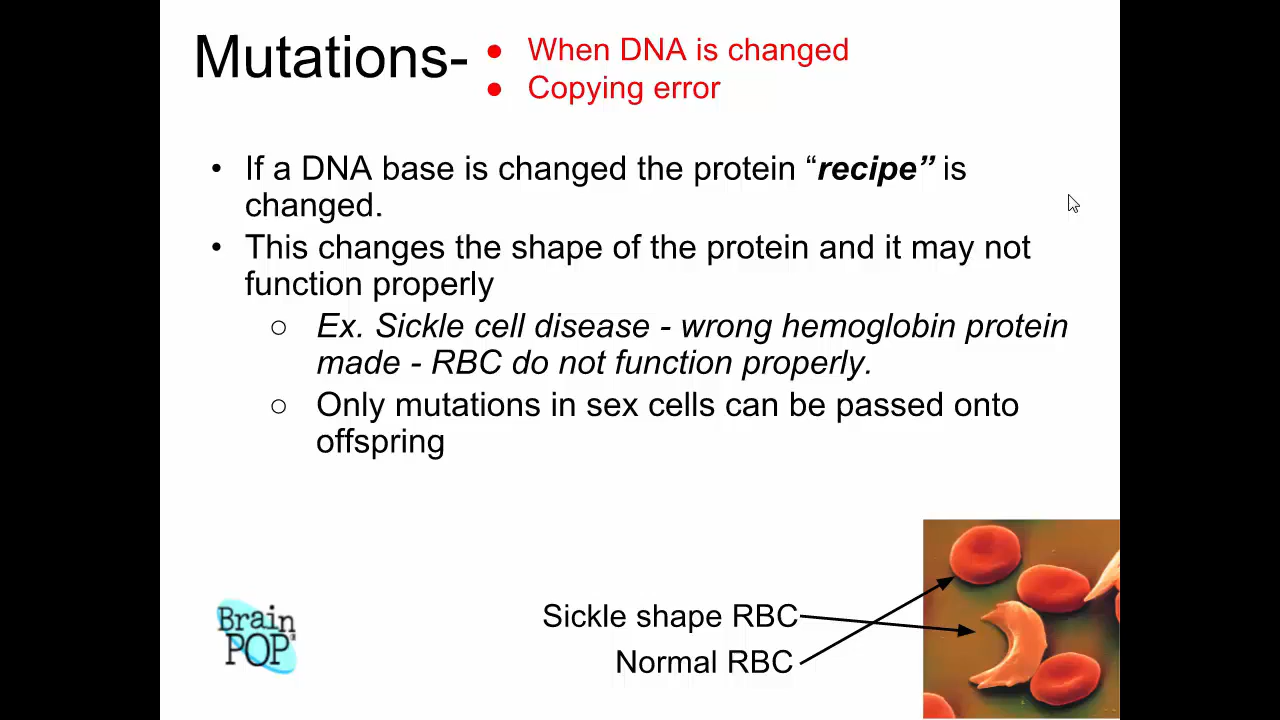 Mutations-
● When DNA is changed
● Copying error
• If a DNA base is changed the protein “recipe” is
changed.
• This changes the shape of the protein and it may not
function properly
○ Ex. Sickle cell disease - wrong hemoglobin protein
made - RBC do not function properly.
○ Only mutations in sex cells can be passed onto
offspring
Sickle shape RBC
Normal RBC
Brain
POP